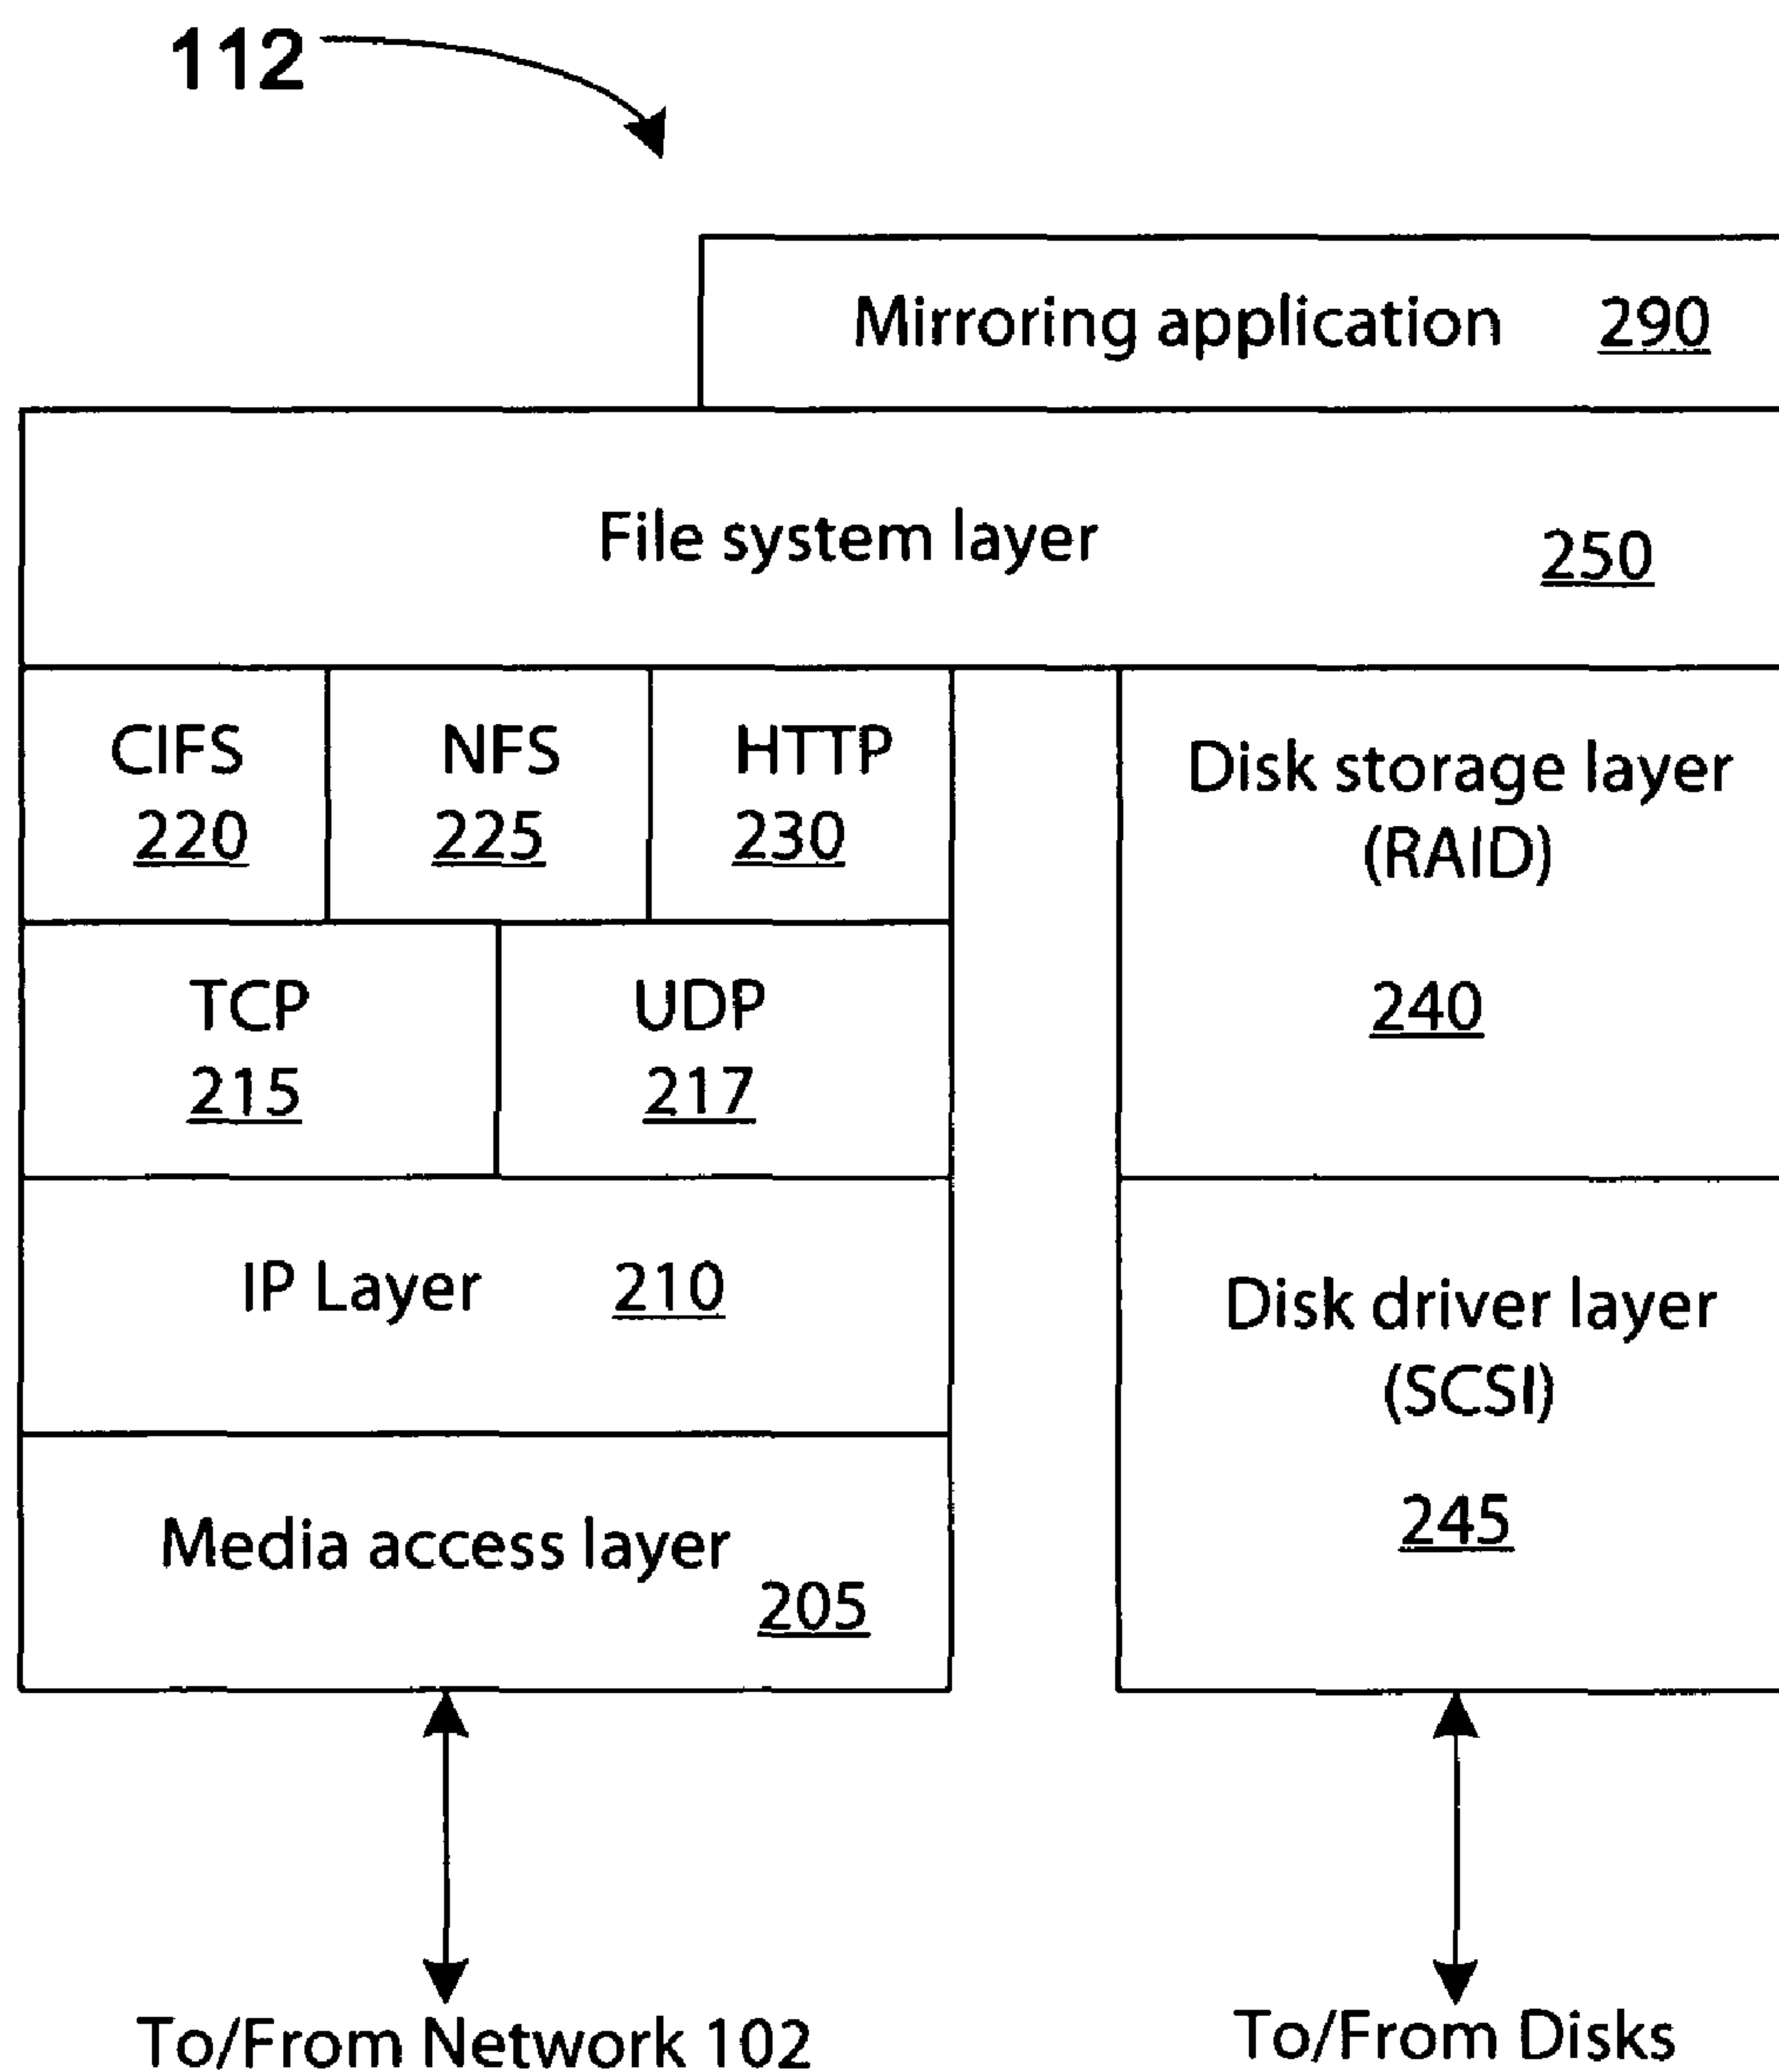 112
Mirroring application 290
File system layer 250
CIFS
220
NFS
225
HTTP
230
Disk storage layer
(RAID)
240
TCP
215
UDP
217
IP Layer 210
Disk driver layer
(SCSI)
245
Media access layer
205
To/From Network 102
To/From Disks